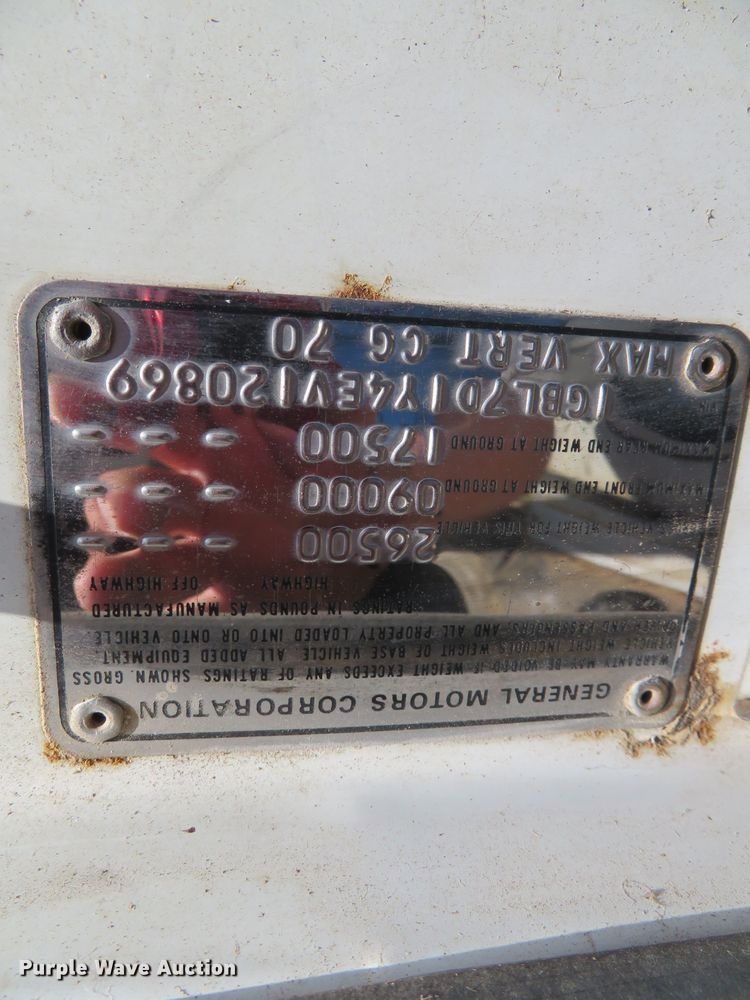 GENERAL MOTORS CORPORATION
WARRANTY MAY BE VOIDED IF WEIGHT EXCEEDS ANY OF RATINGS SHOWN. GROSS
VEHICLE WEIGHT INCLUDES WEIGHT OF BASE VEHICLE, ALL ADDED EQUIPMENT,
DRIVER AND PASSENGERS, AND ALL PROPERTY LOADED INTO OR ONTO VEHICLE
RATINGS IN POUNDS AS MANUFACTURED
HIGHWAY OFF HIGHWAY
VEHICLE WEIGHT FOR THIS VEHICLE 26500 - - -
MAXIMUM FRONT END WEIGHT AT GROUND 09000 - - -
MAXIMUM REAR END WEIGHT AT GROUND 17500 - - -
VIN 1GBL7D1Y4EV120869
MAX VERT CG 70
Purple Wave Auction